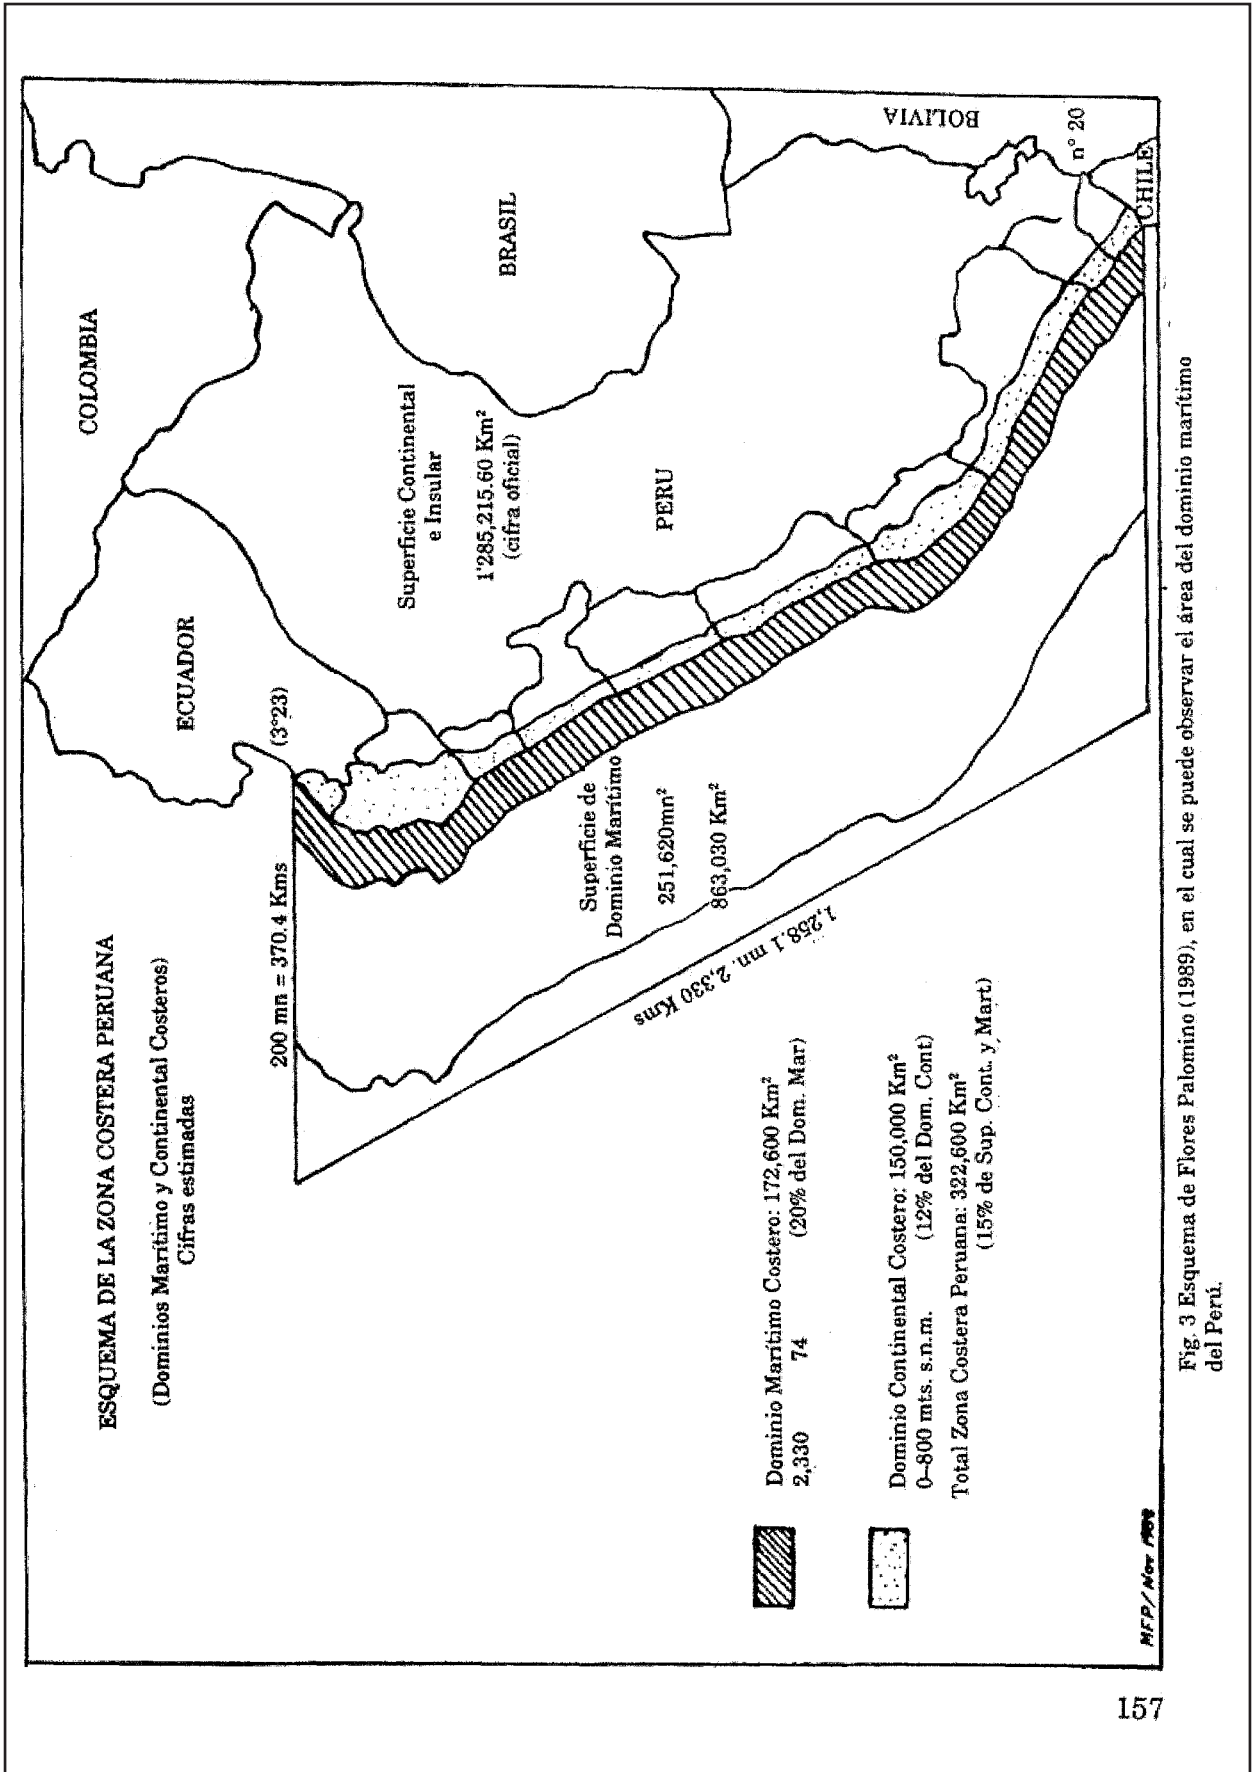 ESQUEMA DE LA ZONA COSTERA PERUANA
(Dominios Marítimo y Continental Costeros)
Cifras estimadas
COLOMBIA
ECUADOR
(3°23)
200 mn = 370.4 Kms
BRASIL
Superficie Continental
e Insular
1'285,215.60 Km²
(cifra oficial)
PERU
BOLIVIA
n° 20
CHILE
Superficie de
Dominio Marítimo
251,620mn²
863,030 Km²
1,258.1 mn. 2,330 Kms
Dominio Marítimo Costero: 172,600 Km²
2,330 74 (20% del Dom. Mar)
Dominio Continental Costero: 150,000 Km²
0–800 mts. s.n.m. (12% del Dom. Cont)
Total Zona Costera Peruana: 322,600 Km²
(15% de Sup. Cont. y Mart)
MFP/Nov
Fig. 3 Esquema de Flores Palomino (1989), en el cual se puede observar el área del dominio marítimo
del Perú.
157